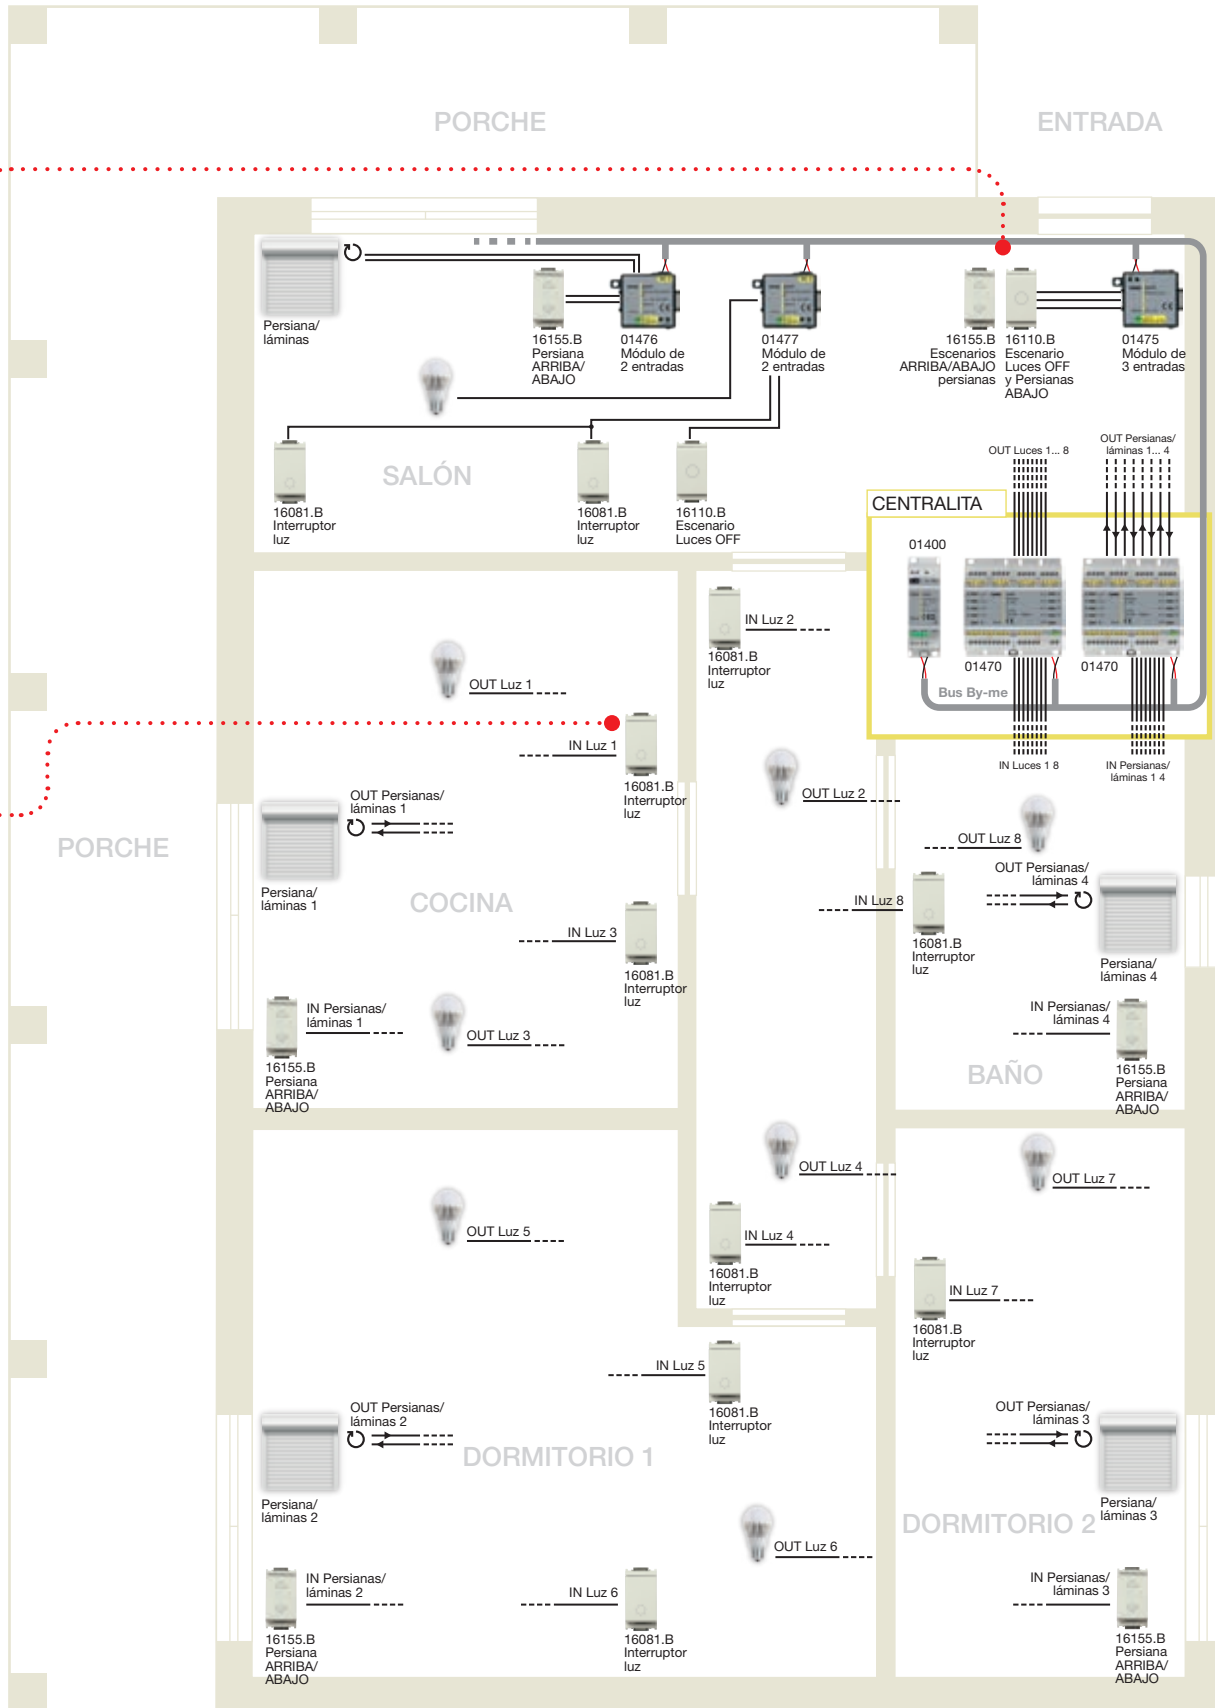 PORCHE
ENTRADA
Persiana/
láminas
16155.B
Persiana
ARRIBA/
ABAJO
01476
Módulo de
2 entradas
01477
Módulo de
2 entradas
16155.B
Escenarios
ARRIBA/ABAJO
persianas
16110.B
Escenario
Luces OFF
y Persianas
ABAJO
01475
Módulo de
3 entradas
SALÓN
16081.B
Interruptor
luz
16081.B
Interruptor
luz
16110.B
Escenario
Luces OFF
OUT Luces 1... 8
OUT Persianas/
láminas 1... 4
CENTRALITA
01400
01470
01470
Bus By-me
IN Luces 1 8
IN Persianas/
láminas 1 4
IN Luz 2
16081.B
Interruptor
luz
OUT Luz 1
IN Luz 1
16081.B
Interruptor
luz
OUT Luz 2
OUT Persianas/
láminas 1
PORCHE
Persiana/
láminas 1
COCINA
OUT Luz 8
OUT Persianas/
láminas 4
IN Luz 8
16081.B
Interruptor
luz
Persiana/
láminas 4
IN Luz 3
16081.B
Interruptor
luz
IN Persianas/
láminas 1
16155.B
Persiana
ARRIBA/
ABAJO
OUT Luz 3
IN Persianas/
láminas 4
16155.B
Persiana
ARRIBA/
ABAJO
BAÑO
OUT Luz 4
OUT Luz 7
OUT Luz 5
IN Luz 4
16081.B
Interruptor
luz
IN Luz 7
16081.B
Interruptor
luz
IN Luz 5
16081.B
Interruptor
luz
OUT Persianas/
láminas 2
Persiana/
láminas 2
DORMITORIO 1
OUT Persianas/
láminas 3
Persiana/
láminas 3
DORMITORIO 2
OUT Luz 6
IN Persianas/
láminas 2
16155.B
Persiana
ARRIBA/
ABAJO
IN Luz 6
16081.B
Interruptor
luz
IN Persianas/
láminas 3
16155.B
Persiana
ARRIBA/
ABAJO